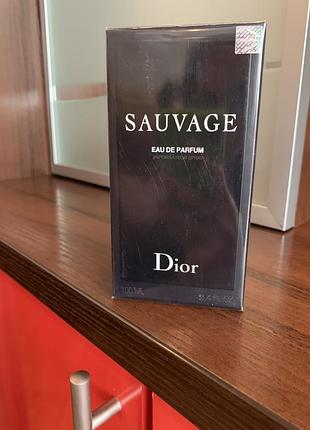 SAUVAGE
EAU DE PARFUM
VAPORISATEUR SPRAY
Dior
100 ML
3.4 FL. OZ.